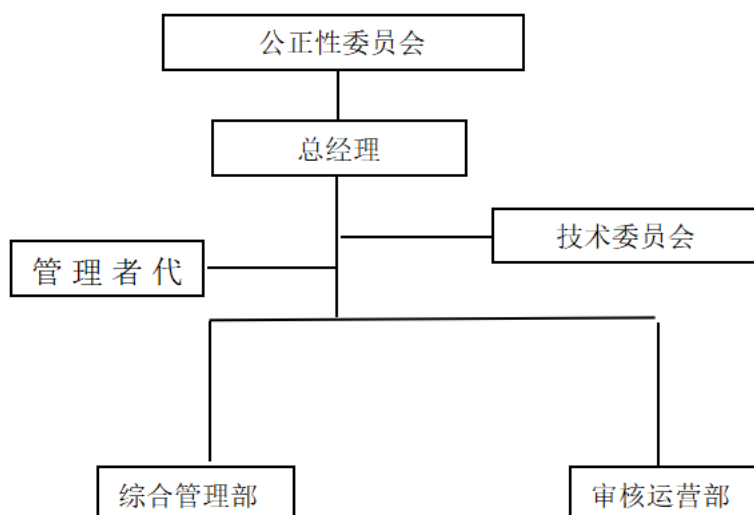 公正性委员会
总经理
技术委员会
管理者代
综合管理部
审核运营部